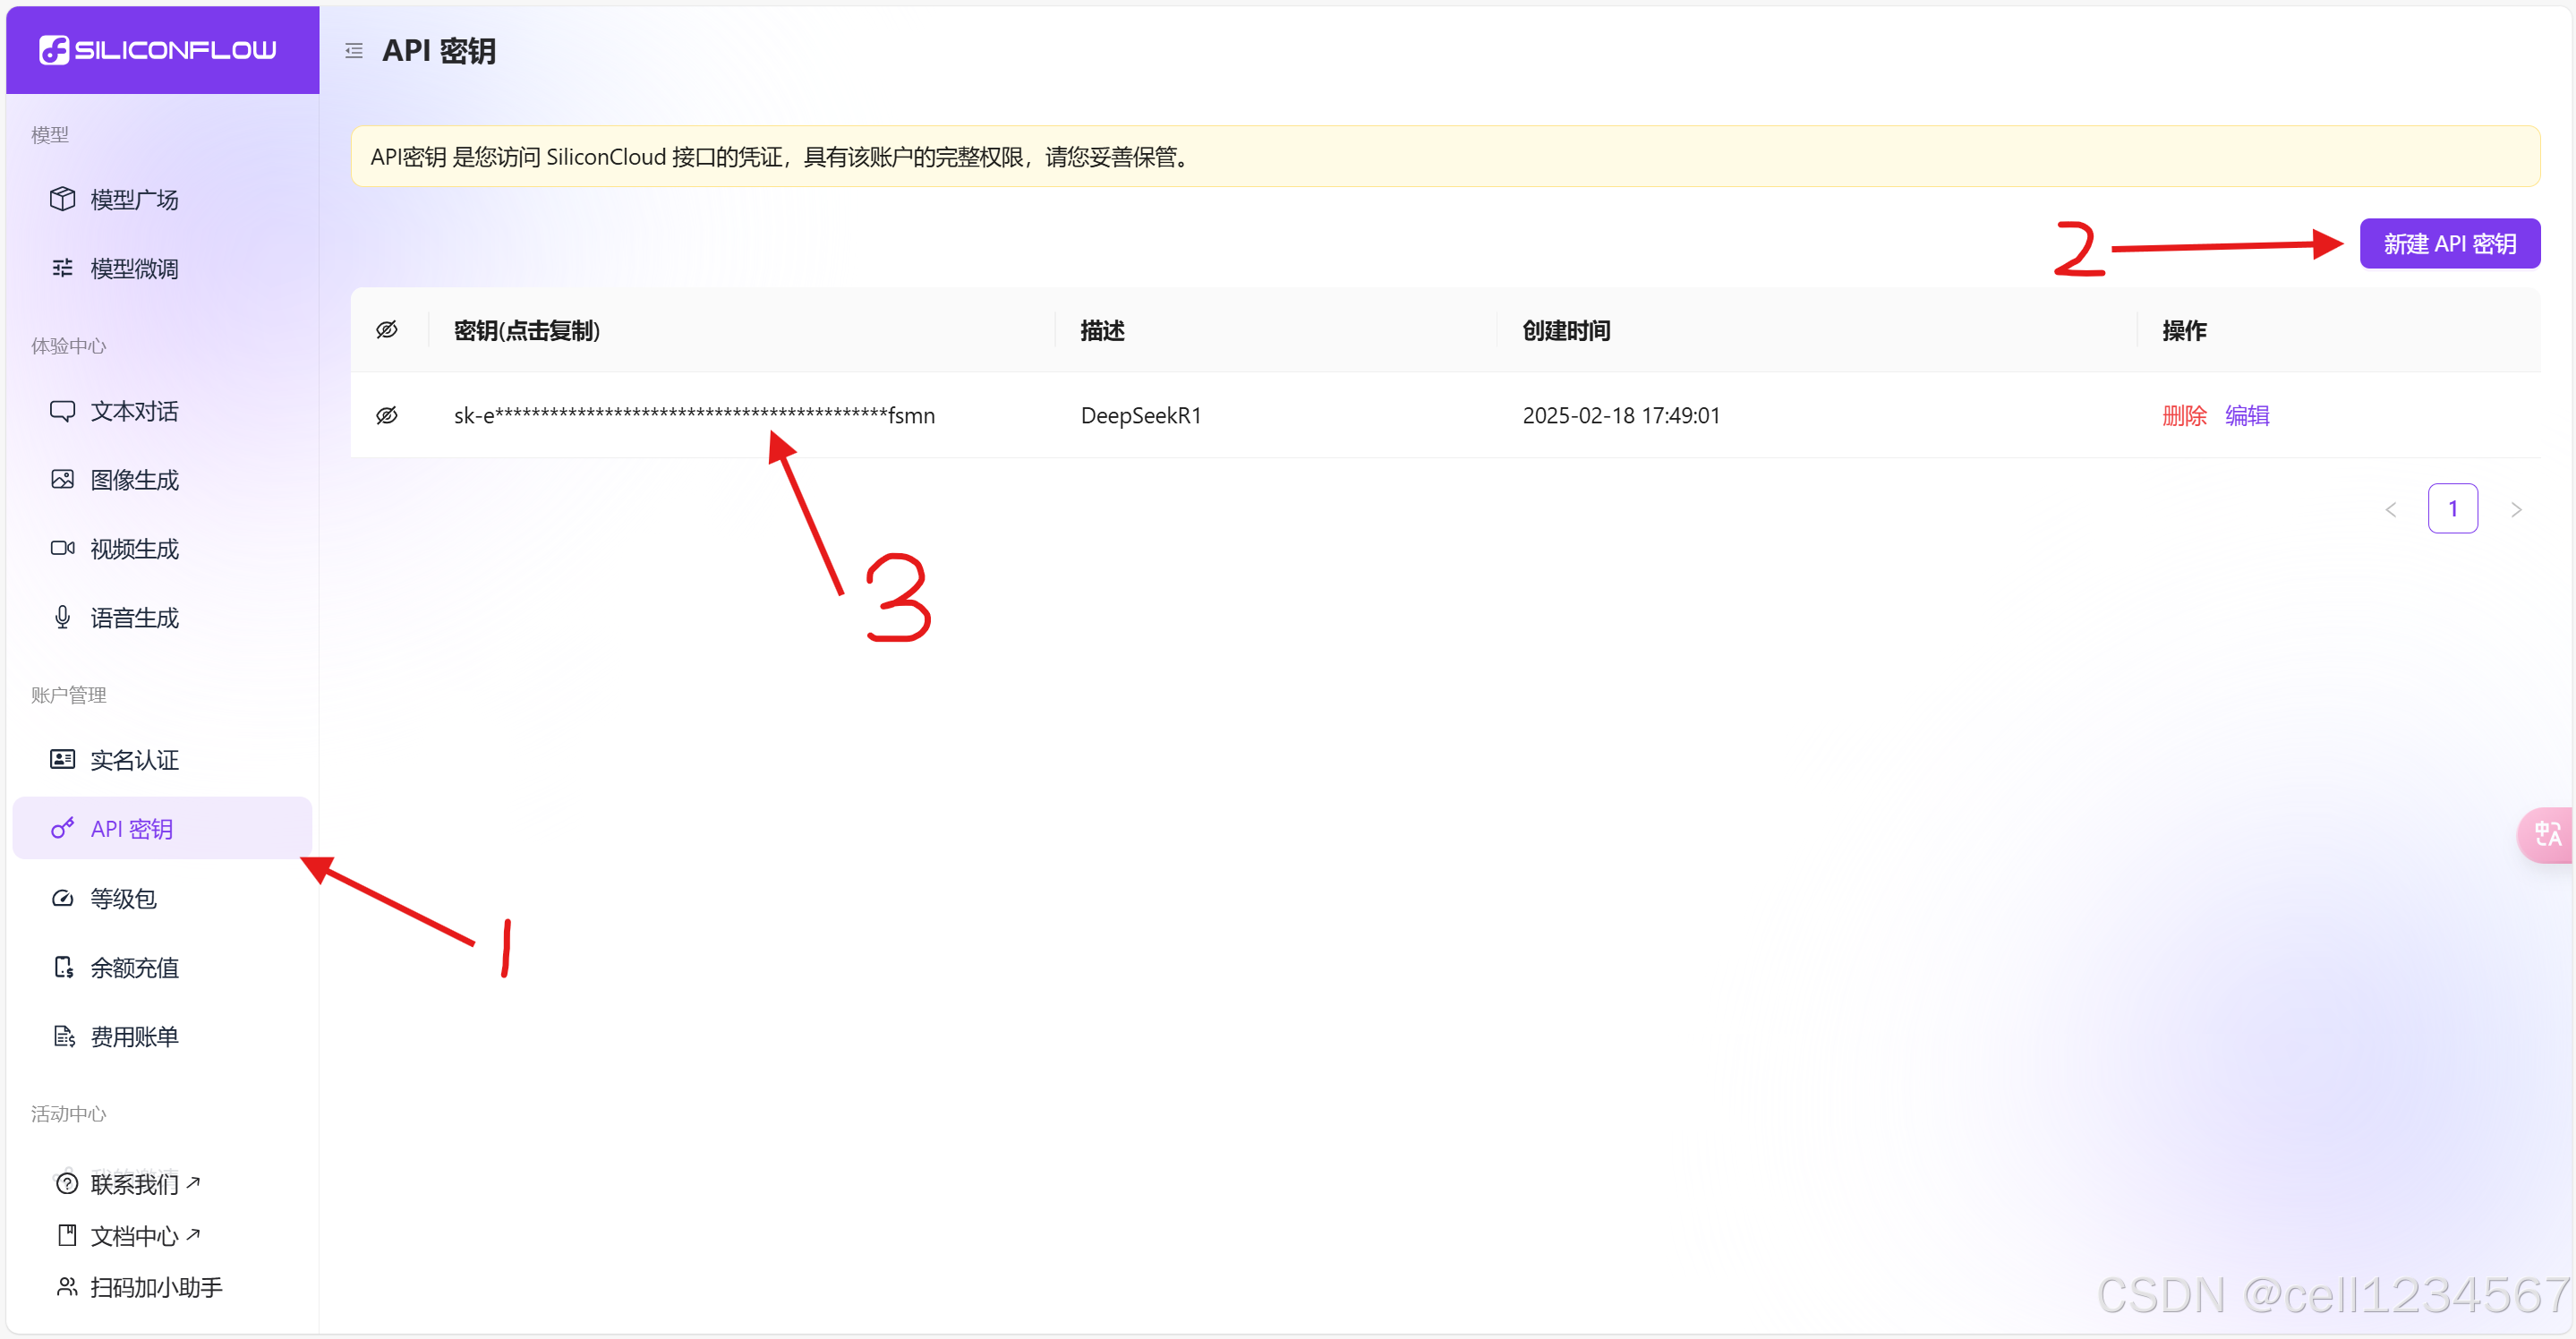 SILICONFLOW
API 密钥
模型
模型广场
模型微调
体验中心
文本对话
图像生成
视频生成
语音生成
账户管理
实名认证
API 密钥
等级包
余额充值
费用账单
活动中心
联系我们
文档中心
扫码加小助手
API密钥 是您访问 SiliconCloud 接口的凭证，具有该账户的完整权限，请您妥善保管。
2
新建 API 密钥
密钥(点击复制) 描述 创建时间 操作
sk-e*******************************************fsmn DeepSeekR1 2025-02-18 17:49:01 删除 编辑
1
3
1
中A
CSDN @cell1234567